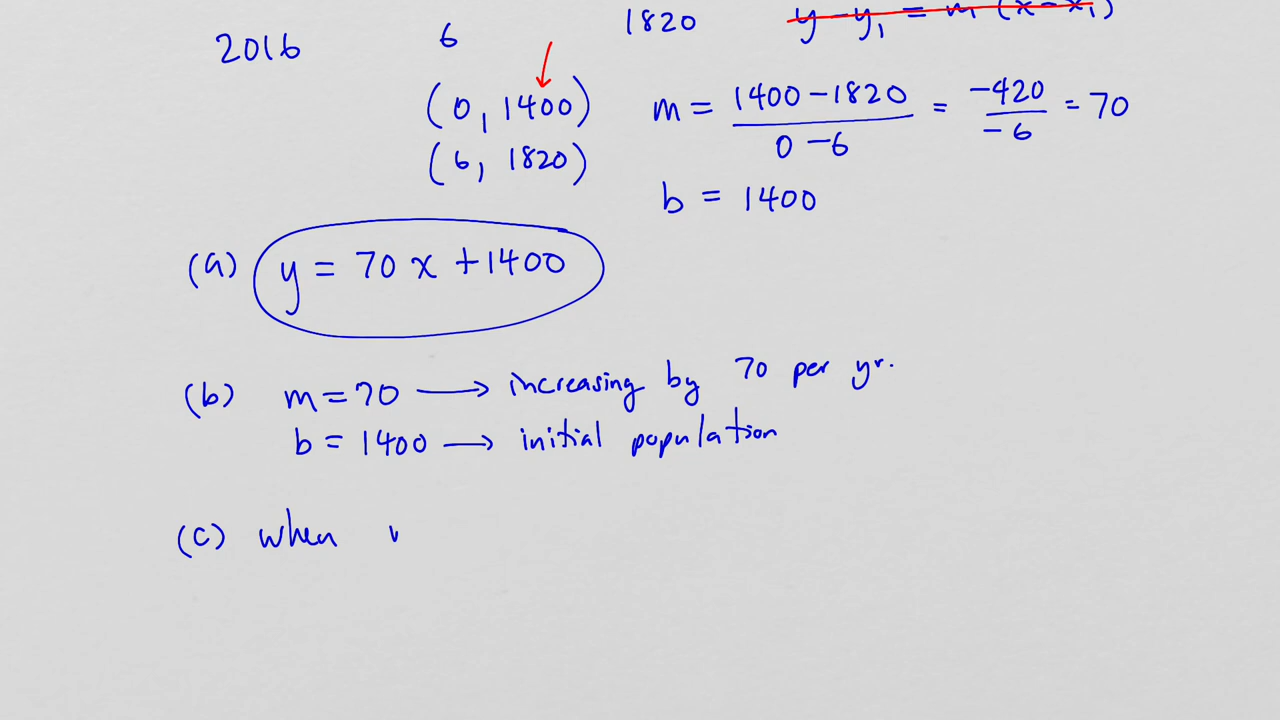 2016 6 1820 y - y₁ = m (x - x₁)
(0, 1400) m = 1400 - 1820 / 0 - 6 = -420 / -6 = 70
(6, 1820)
b = 1400
(a) y = 70x + 1400
(b) m = 70 → increasing by 70 per yr.
b = 1400 → initial population
(c) when